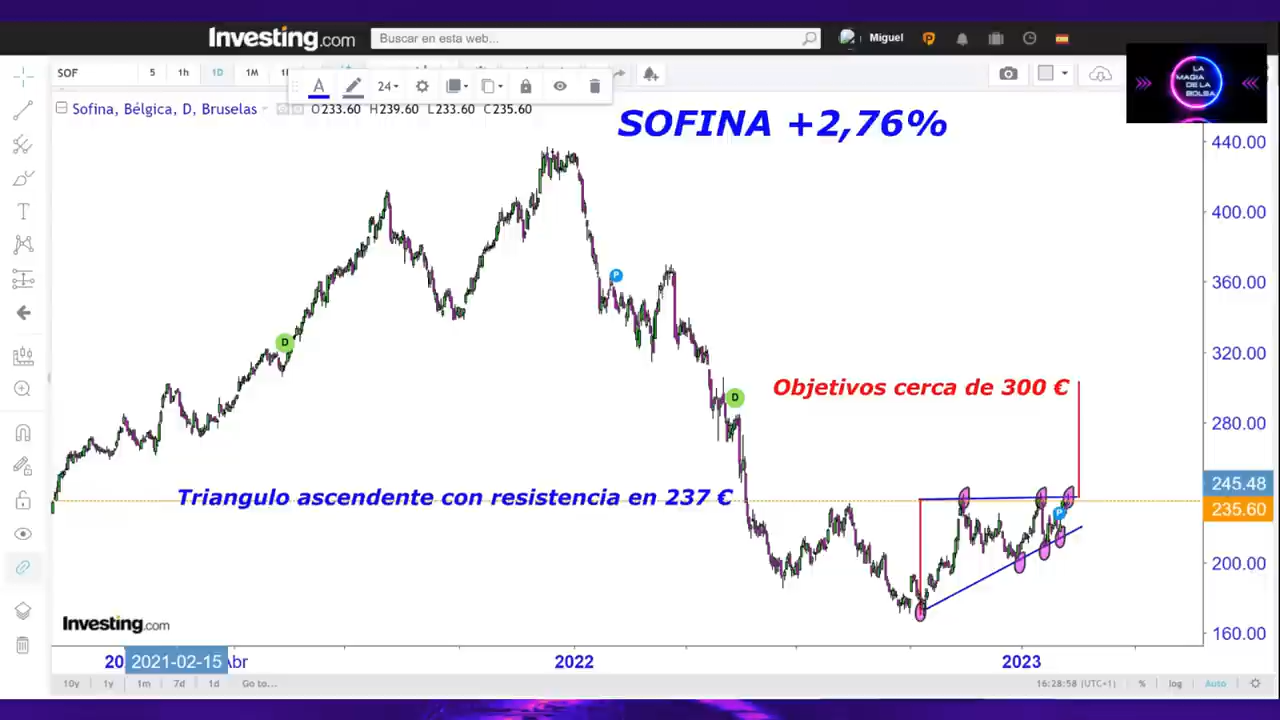 Investing.com
Buscar en esta web...
Miguel
P
SOF
5
1h
1D
1M
A
24
LA
MAGIA
DE LA
BOLSA
Sofina, Bélgica, D, Bruselas
O233.60 H239.60 L233.60 C235.60
SOFINA +2,76%
440.00
400.00
360.00
320.00
280.00
245.48
235.60
200.00
160.00
P
D
D
P
Objetivos cerca de 300 €
Triangulo ascendente con resistencia en 237 €
Investing.com
20
2021-02-15
Abr
2022
2023
10y
1y
1m
7d
1d
Go to...
16:28:58 (UTC+1)
%
log
Auto